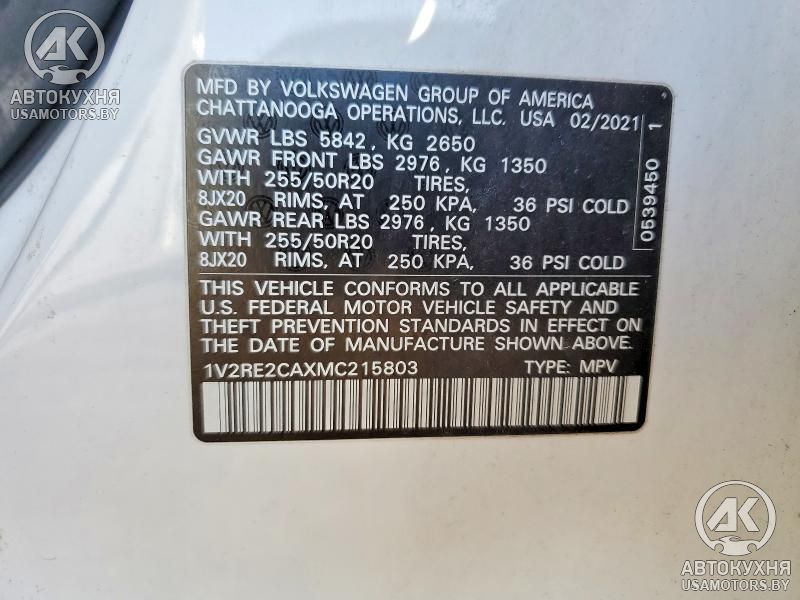 AK
АВТОКУХНЯ
USAMOTORS.BY
MFD BY VOLKSWAGEN GROUP OF AMERICA
CHATTANOOGA OPERATIONS, LLC. USA 02/2021
GVWR LBS 5842, KG 2650
GAWR FRONT LBS 2976, KG 1350
WITH 255/50R20 TIRES,
8JX20 RIMS, AT 250 KPA, 36 PSI COLD
GAWR REAR LBS 2976, KG 1350
WITH 255/50R20 TIRES,
8JX20 RIMS, AT 250 KPA, 36 PSI COLD
THIS VEHICLE CONFORMS TO ALL APPLICABLE
U.S. FEDERAL MOTOR VEHICLE SAFETY AND
THEFT PREVENTION STANDARDS IN EFFECT ON
THE DATE OF MANUFACTURE SHOWN ABOVE.
1V2RE2CAXMC215803 TYPE: MPV
0539450 1
AK
АВТОКУХНЯ
USAMOTORS.BY